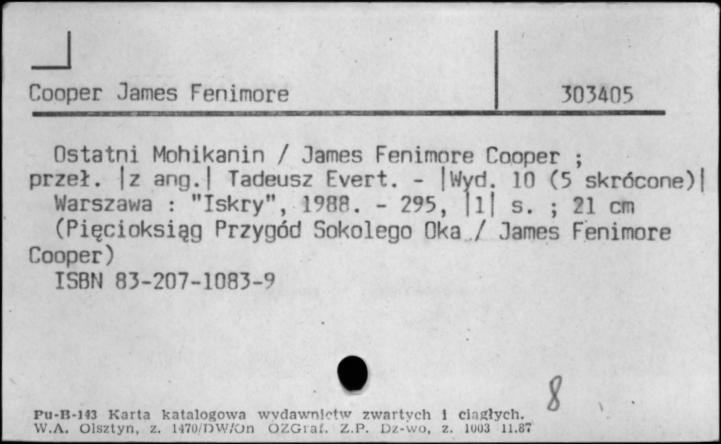 Cooper James Fenimore 303405
Ostatni Mohikanin / James Fenimore Cooper ;
przeł. |z ang.| Tadeusz Evert. - |Wyd. 10 (5 skrócone)|
Warszawa : "Iskry", 1988. - 295, |1| s. ; 21 cm
(Pięcioksiąg Przygód Sokolego Oka / James Fenimore
Cooper)
ISBN 83-207-1083-9
8
Pu-B-143 Karta katalogowa wydawnictw zwartych i ciągłych.
W.A. Olsztyn, z. 1470/DW/On OZGraf. Z.P. Dz-wo, z. 1003 11.87